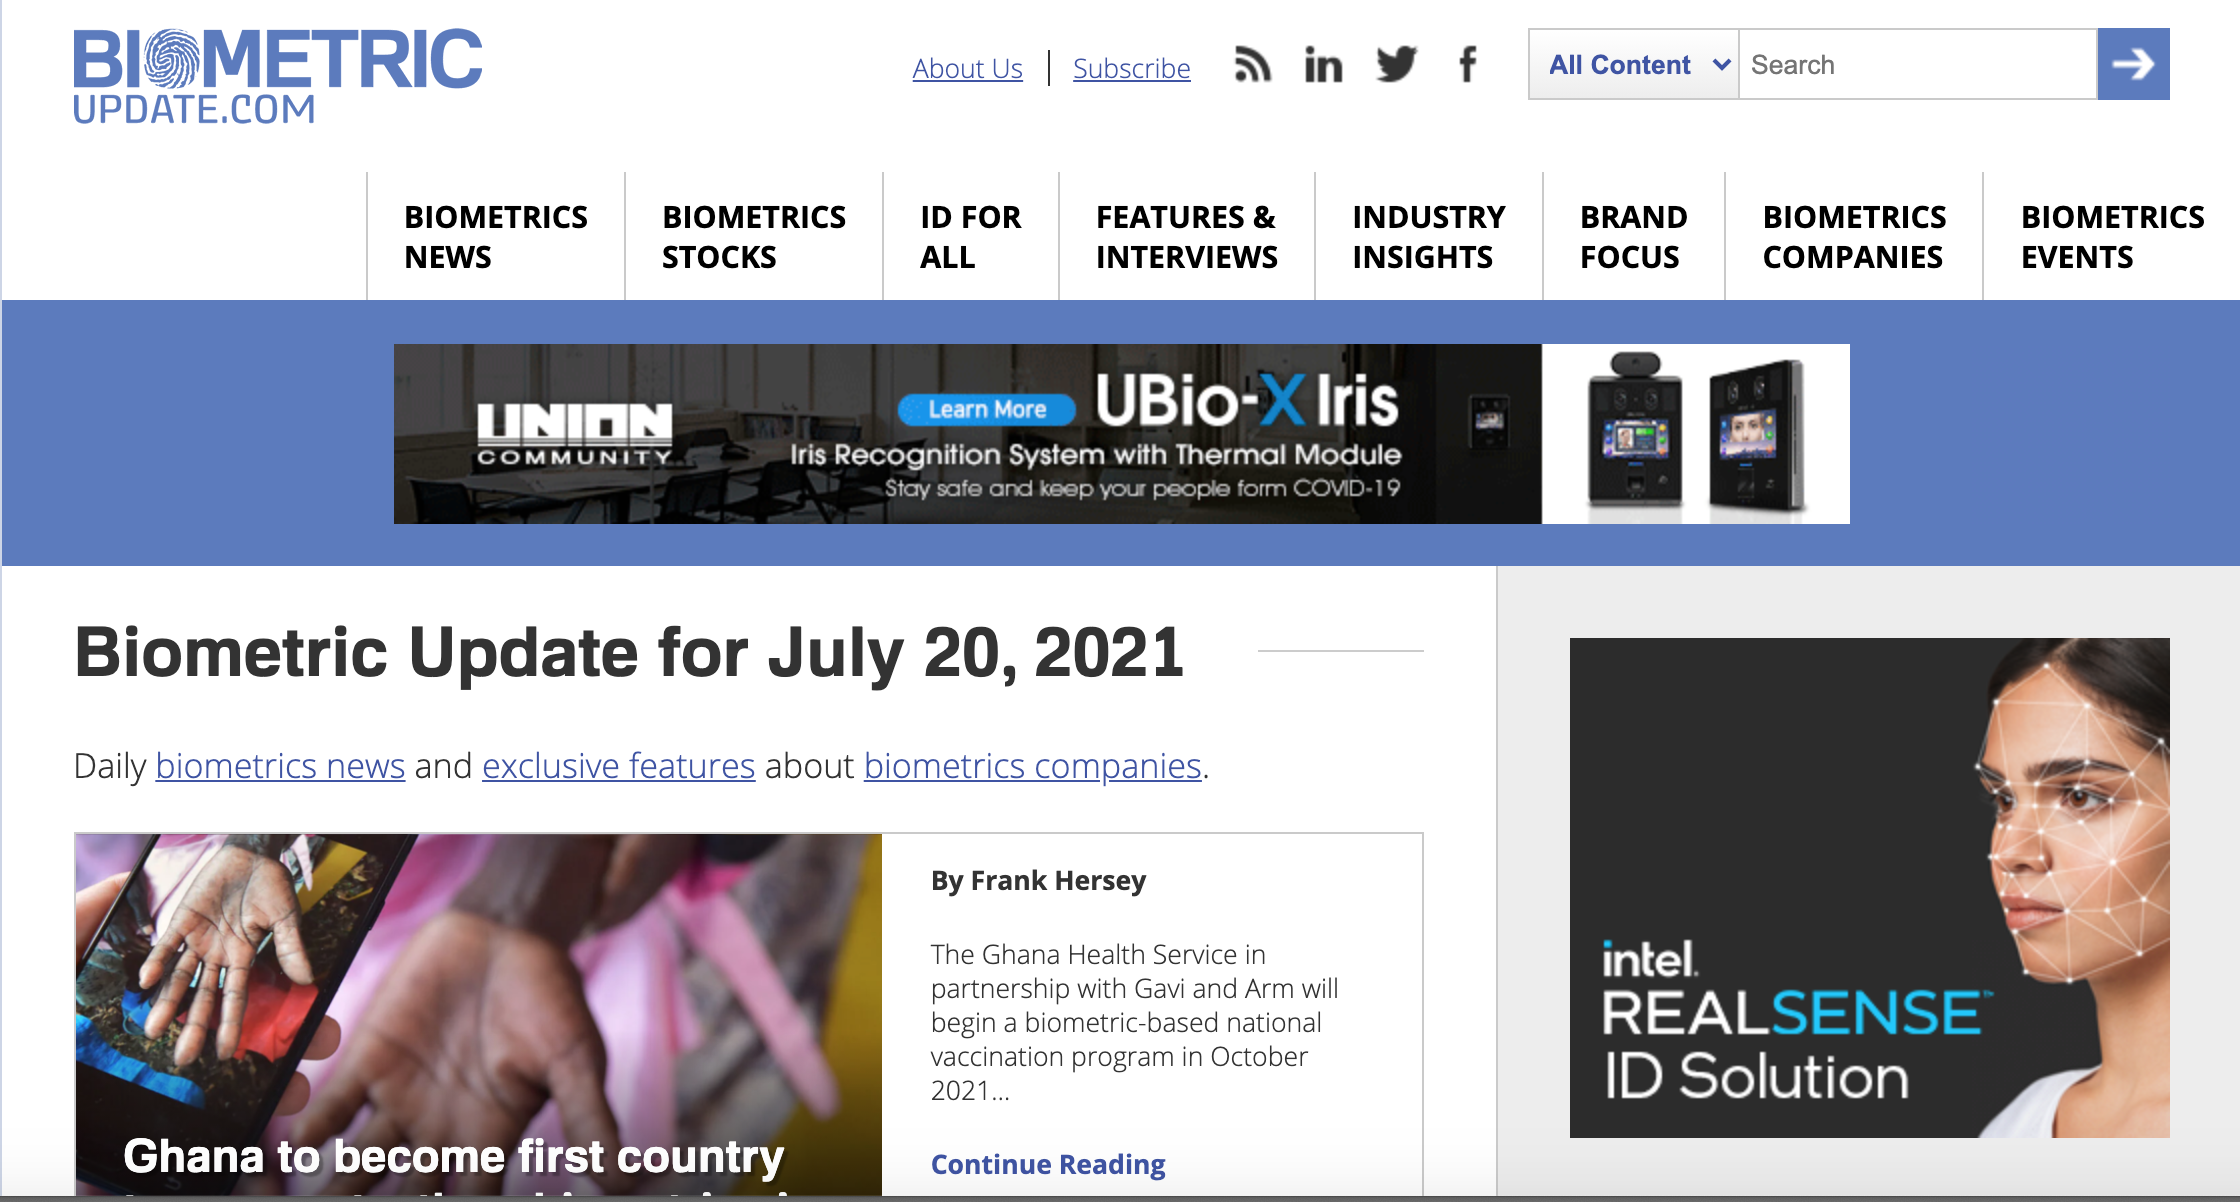 BIOMETRIC
UPDATE.COM
About Us
Subscribe
in
f
All Content
Search
BIOMETRICS
NEWS
BIOMETRICS
STOCKS
ID FOR
ALL
FEATURES &
INTERVIEWS
INDUSTRY
INSIGHTS
BRAND
FOCUS
BIOMETRICS
COMPANIES
BIOMETRICS
EVENTS
UNION
COMMUNITY
Learn More
UBio-X Iris
Iris Recognition System with Thermal Module
Stay safe and keep your people form COVID-19
Biometric Update for July 20, 2021
Daily biometrics news and exclusive features about biometrics companies.
Ghana to become first country
By Frank Hersey
The Ghana Health Service in
partnership with Gavi and Arm will
begin a biometric-based national
vaccination program in October
2021...
Continue Reading
intel.
REALSENSE™
ID Solution